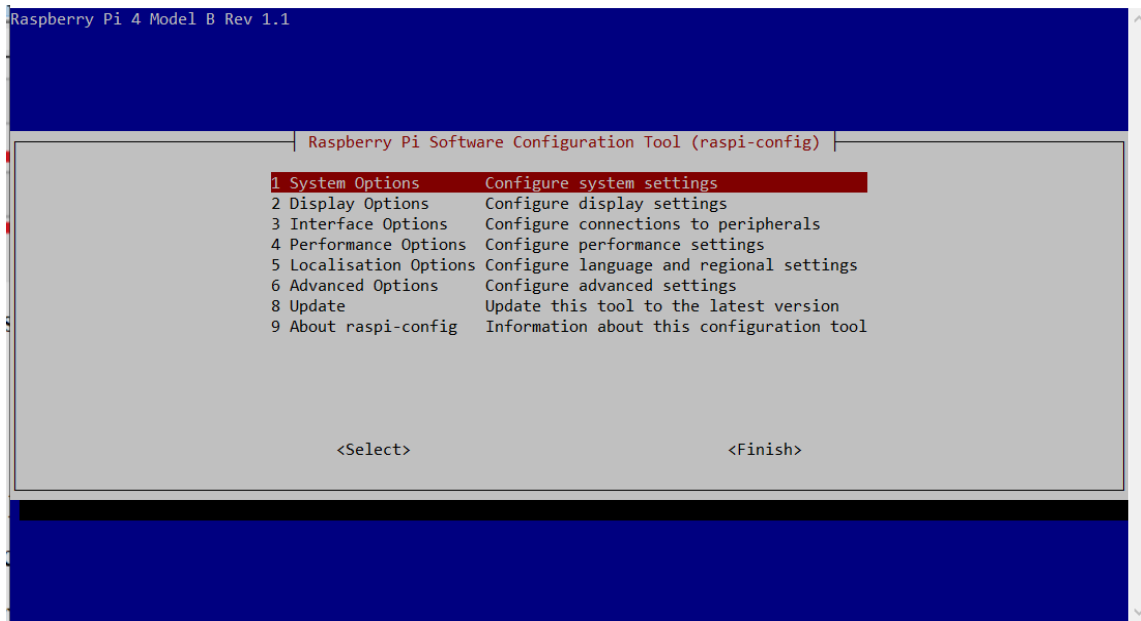 Raspberry Pi 4 Model B Rev 1.1
Raspberry Pi Software Configuration Tool (raspi-config)
1 System Options Configure system settings
2 Display Options Configure display settings
3 Interface Options Configure connections to peripherals
4 Performance Options Configure performance settings
5 Localisation Options Configure language and regional settings
6 Advanced Options Configure advanced settings
8 Update Update this tool to the latest version
9 About raspi-config Information about this configuration tool
<Select> <Finish>